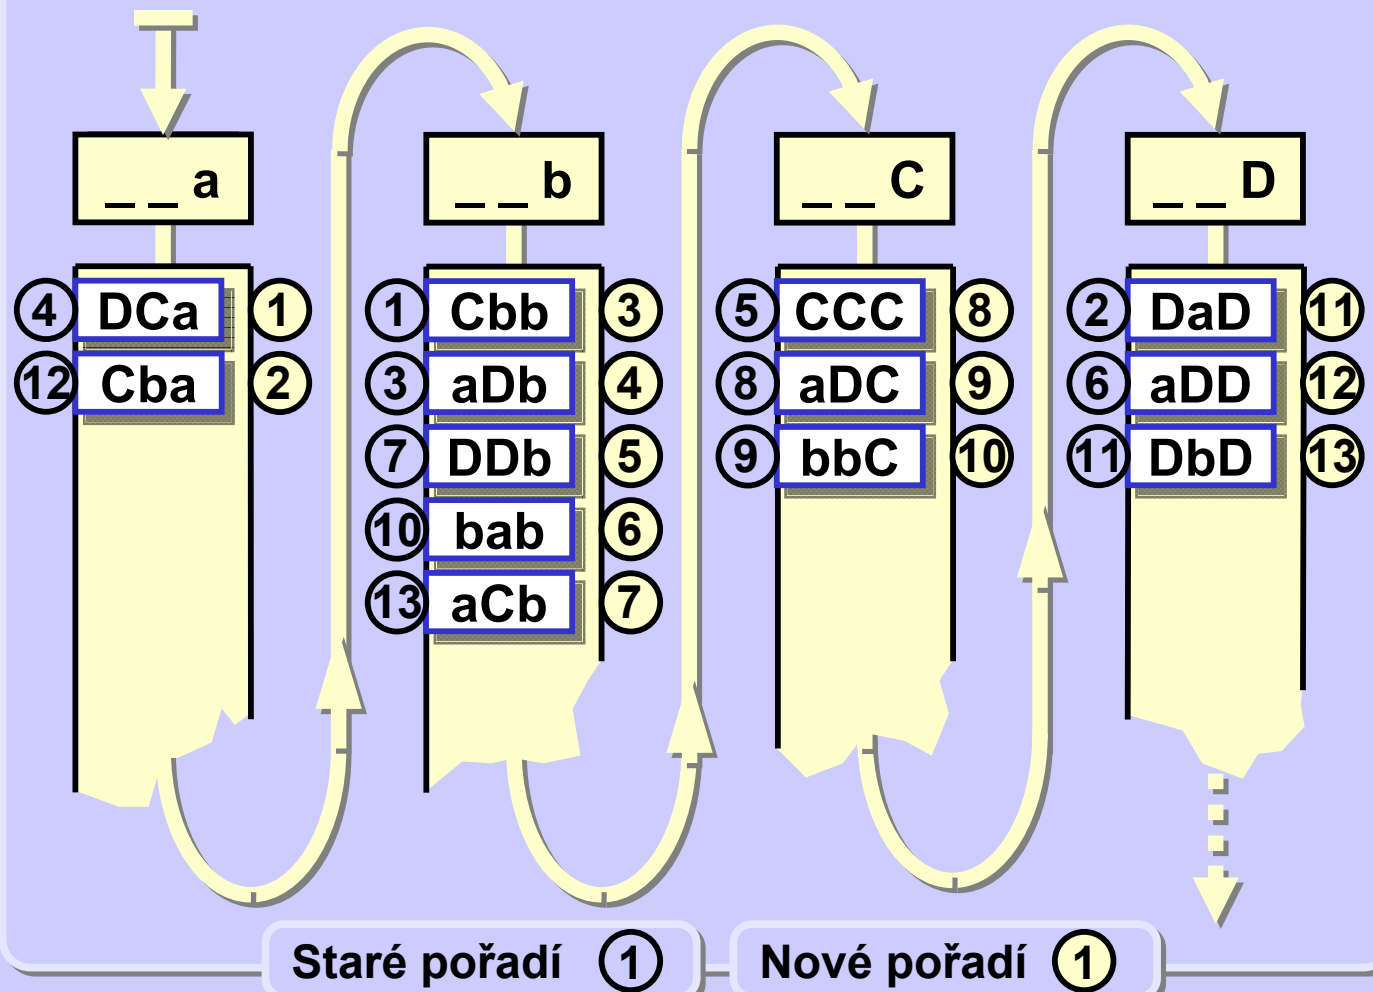 _ _ a _ _ b _ _ C _ _ D
4 DCa 1 1 Cbb 3 5 CCC 8 2 DaD 11
12 Cba 2 3 aDb 4 8 aDC 9 6 aDD 12
7 DDb 5 9 bbC 10 11 DbD 13
10 bab 6
13 aCb 7
Staré pořadí 1 Nové pořadí 1